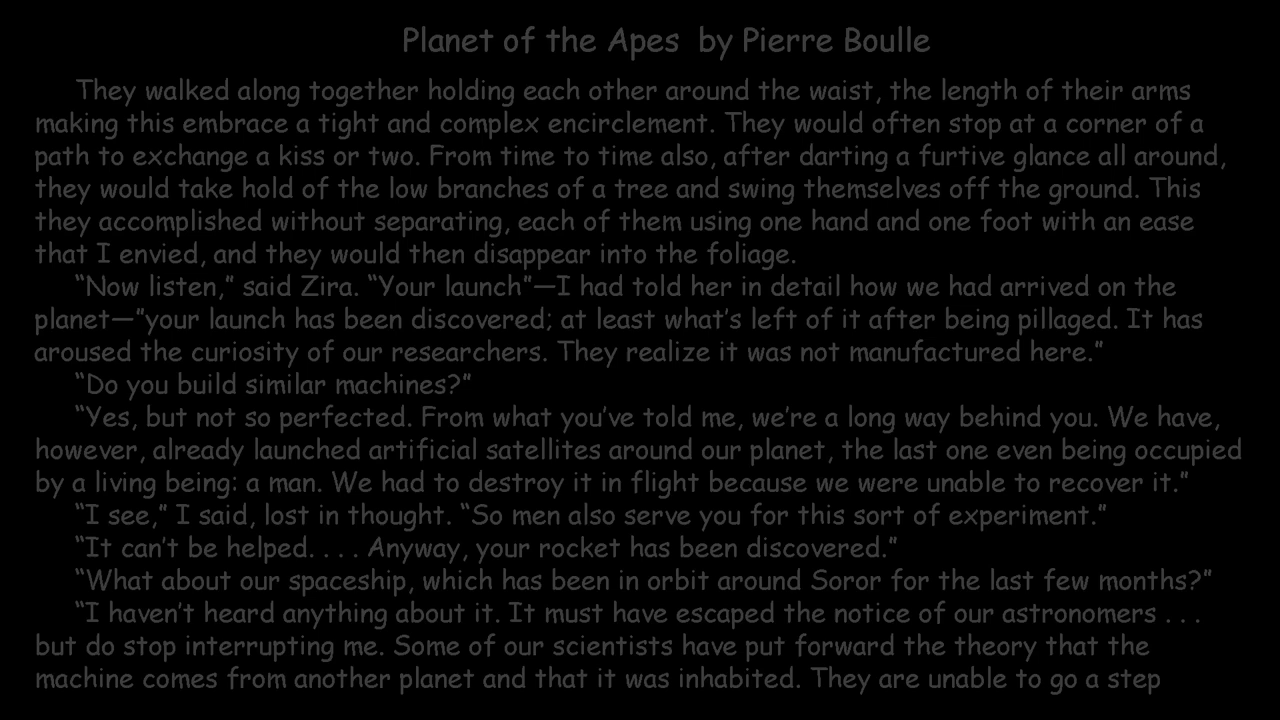 Planet of the Apes  by Pierre Boulle
They walked along together holding each other around the waist, the length of their arms
making this embrace a tight and complex encirclement. They would often stop at a corner of a
path to exchange a kiss or two. From time to time also, after darting a furtive glance all around,
they would take hold of the low branches of a tree and swing themselves off the ground. This
they accomplished without separating, each of them using one hand and one foot with an ease
that I envied, and they would then disappear into the foliage.
“Now listen,” said Zira. “Your launch”—I had told her in detail how we had arrived on the
planet—”your launch has been discovered; at least what’s left of it after being pillaged. It has
aroused the curiosity of our researchers. They realize it was not manufactured here.”
“Do you build similar machines?”
“Yes, but not so perfected. From what you’ve told me, we’re a long way behind you. We have,
however, already launched artificial satellites around our planet, the last one even being occupied
by a living being: a man. We had to destroy it in flight because we were unable to recover it.”
“I see,” I said, lost in thought. “So men also serve you for this sort of experiment.”
“It can’t be helped. . . . Anyway, your rocket has been discovered.”
“What about our spaceship, which has been in orbit around Soror for the last few months?”
“I haven’t heard anything about it. It must have escaped the notice of our astronomers . . .
but do stop interrupting me. Some of our scientists have put forward the theory that the
machine comes from another planet and that it was inhabited. They are unable to go a step